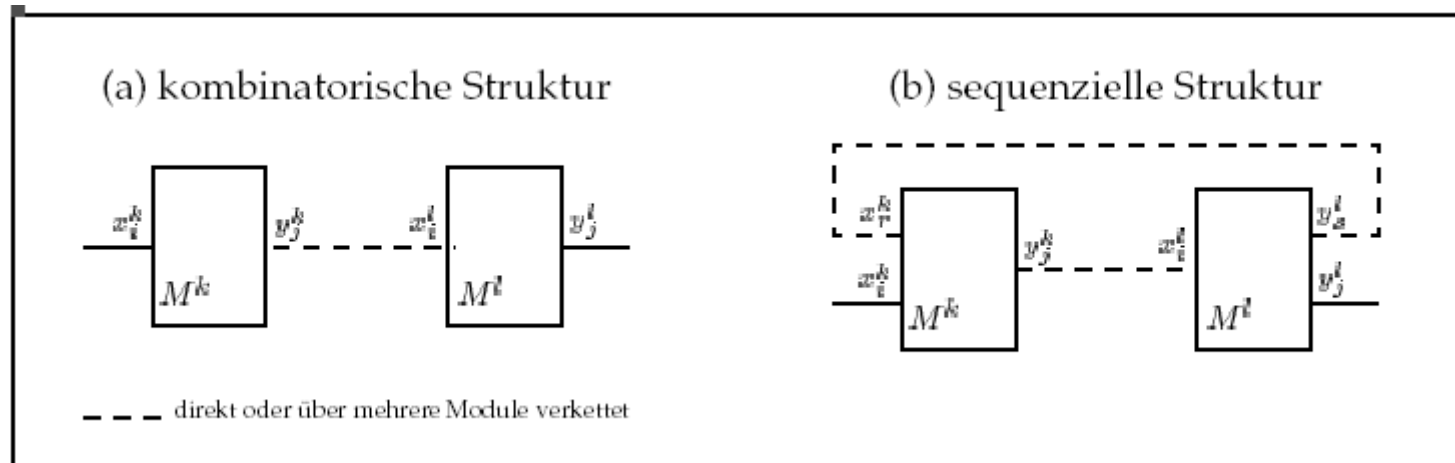 (a) kombinatorische Struktur
x_i^k
y_j^k
x_i^l
y_j^l
M^k
M^l
direkt oder über mehrere Module verkettet
(b) sequenzielle Struktur
x_r^k
y_j^k
y_s^l
x_i^k
y_j^l
M^k
M^l